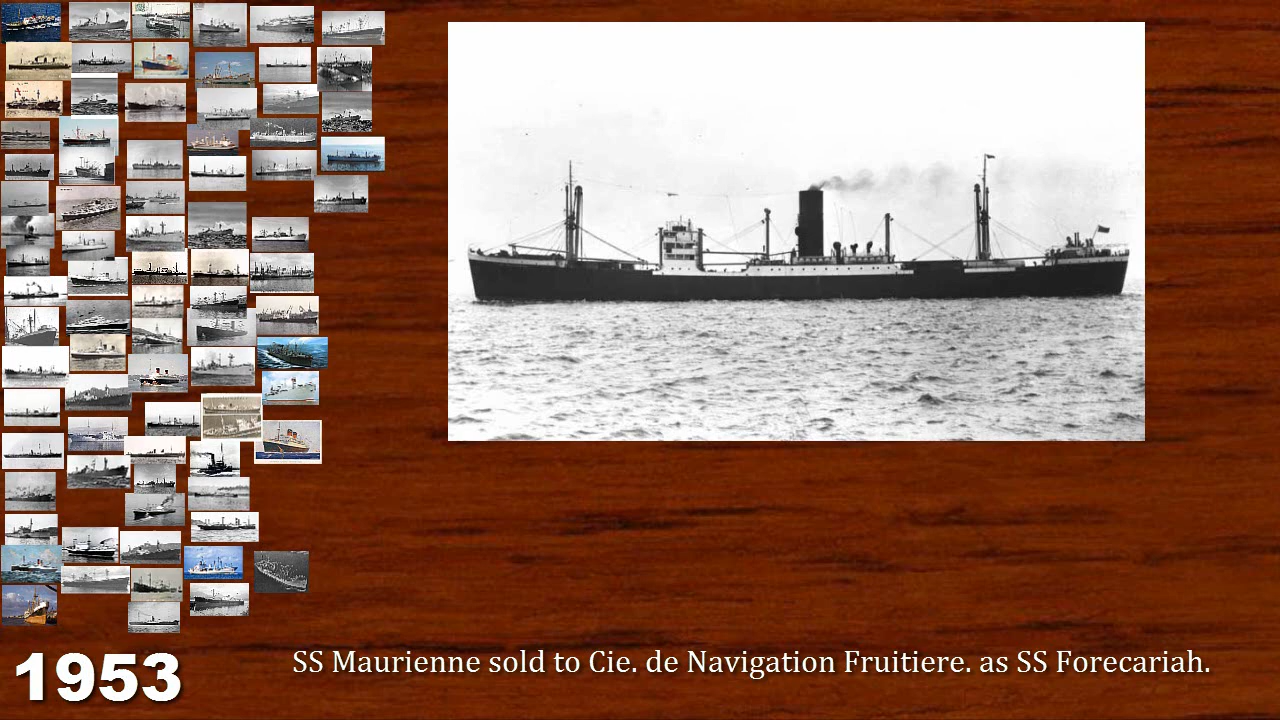 1953
SS Maurienne sold to Cie. de Navigation Fruitiere. as SS Forecariah.